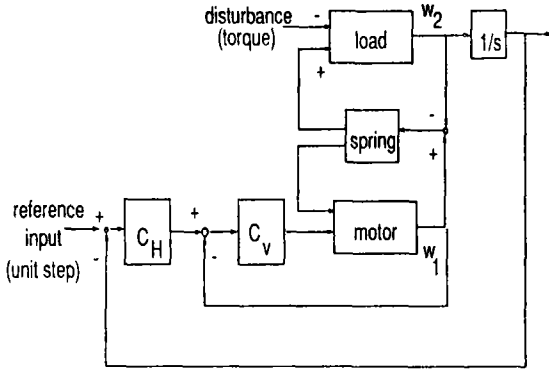 disturbance
(torque)
-
+
load
w2
1/s
spring
-
+
reference
input
(unit step)
+
-
CH
+
-
Cv
motor
w1